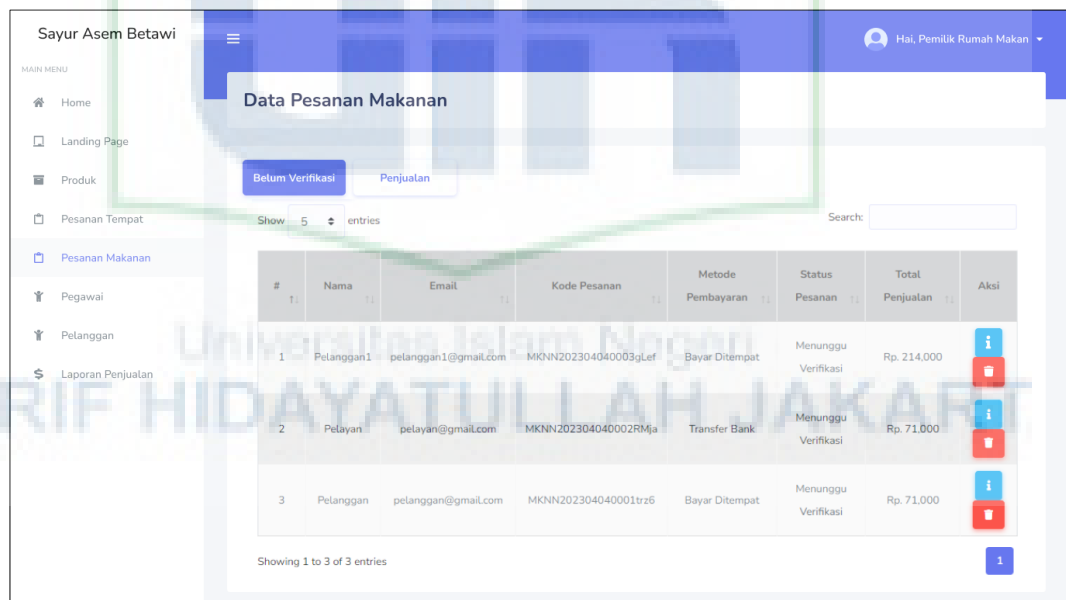 Sayur Asem Betawi
Hai, Pemilik Rumah Makan
MAIN MENU
Home
Landing Page
Produk
Pesanan Tempat
Pesanan Makanan
Pegawai
Pelanggan
Laporan Penjualan
Data Pesanan Makanan
Belum Verifikasi Penjualan
Show 5 entries Search:
# Nama Email Kode Pesanan Metode Pembayaran Status Pesanan Total Penjualan Aksi
1 Pelanggan1 pelanggan1@gmail.com MKNN202304040003gLef Bayar Ditempat Menunggu Verifikasi Rp. 214,000
2 Pelayan pelayan@gmail.com MKNN202304040002RMja Transfer Bank Menunggu Verifikasi Rp. 71,000
3 Pelanggan pelanggan@gmail.com MKNN202304040001trz6 Bayar Ditempat Menunggu Verifikasi Rp. 71,000
Showing 1 to 3 of 3 entries 1
uin
Universitas Islam Negeri
RIF HIDAYATULLAH JAKART